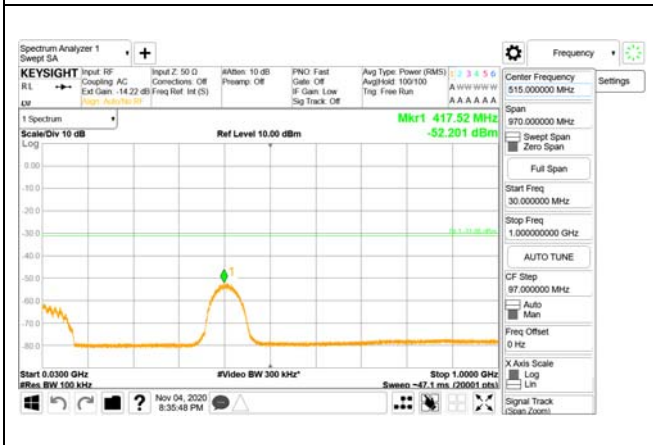 Spectrum Analyzer 1
Swept SA
+
Frequency
KEYSIGHT
RL
Input: RF
Coupling: AC
Ext Gain: -14.22 dB
Align: Auto/No RF
Input Z: 50 Ω
Corrections: Off
Freq Ref: Int (S)
#Atten: 10 dB
Preamp: Off
PNO: Fast
Gate: Off
IF Gain: Low
Sig Track: Off
Avg Type: Power (RMS)
Avg|Hold: 100/100
Trig: Free Run
1 2 3 4 5 6
A W W W W W
A A A A A A
1 Spectrum
Scale/Div 10 dB
Log
Ref Level 10.00 dBm
Mkr1 417.52 MHz
-52.201 dBm
0.00
-10.0
-20.0
-30.0
-40.0
-50.0
-60.0
-70.0
-80.0
1
Start 0.0300 GHz
#Res BW 100 kHz
#Video BW 300 kHz*
Stop 1.0000 GHz
Sweep ~47.1 ms (20001 pts)
Center Frequency
515.000000 MHz
Settings
Span
970.000000 MHz
Swept Span
Zero Span
Full Span
Start Freq
30.000000 MHz
Stop Freq
1.000000000 GHz
AUTO TUNE
CF Step
97.000000 MHz
Auto
Man
Freq Offset
0 Hz
X Axis Scale
Log
Lin
Signal Track
(Span Zoom)
?
Nov 04, 2020
8:35:48 PM